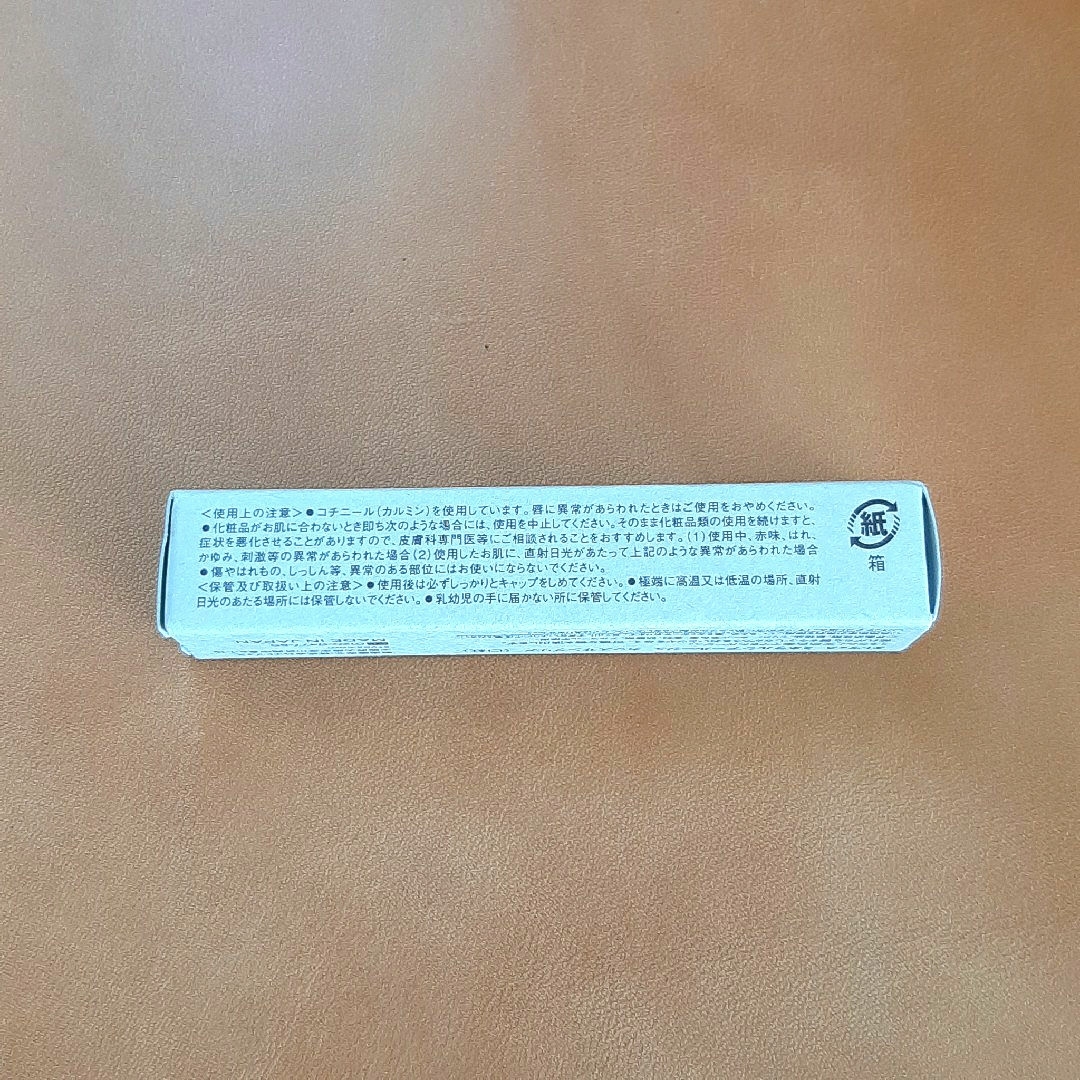 <使用上の注意>●コチニール(カルミン)を使用しています。唇に異常があらわれたときはご使用をおやめください。
●化粧品がお肌に合わないとき即ち次のような場合には、使用を中止してください。そのまま化粧品類の使用を続けますと、
症状を悪化させることがありますので、皮膚科専門医等にご相談されることをおすすめします。(1)使用中、赤味、はれ、
かゆみ、刺激等の異常があらわれた場合(2)使用したお肌に、直射日光があたって上記のような異常があらわれた場合
●傷やはれもの、しっしん等、異常のある部位にはお使いにならないでください。
<保管及び取扱い上の注意>●使用後は必ずしっかりとキャップをしめてください。●極端に高温又は低温の場所、直射
日光のあたる場所には保管しないでください。●乳幼児の手に届かない所に保管してください。
紙
箱
MADE IN JAPAN